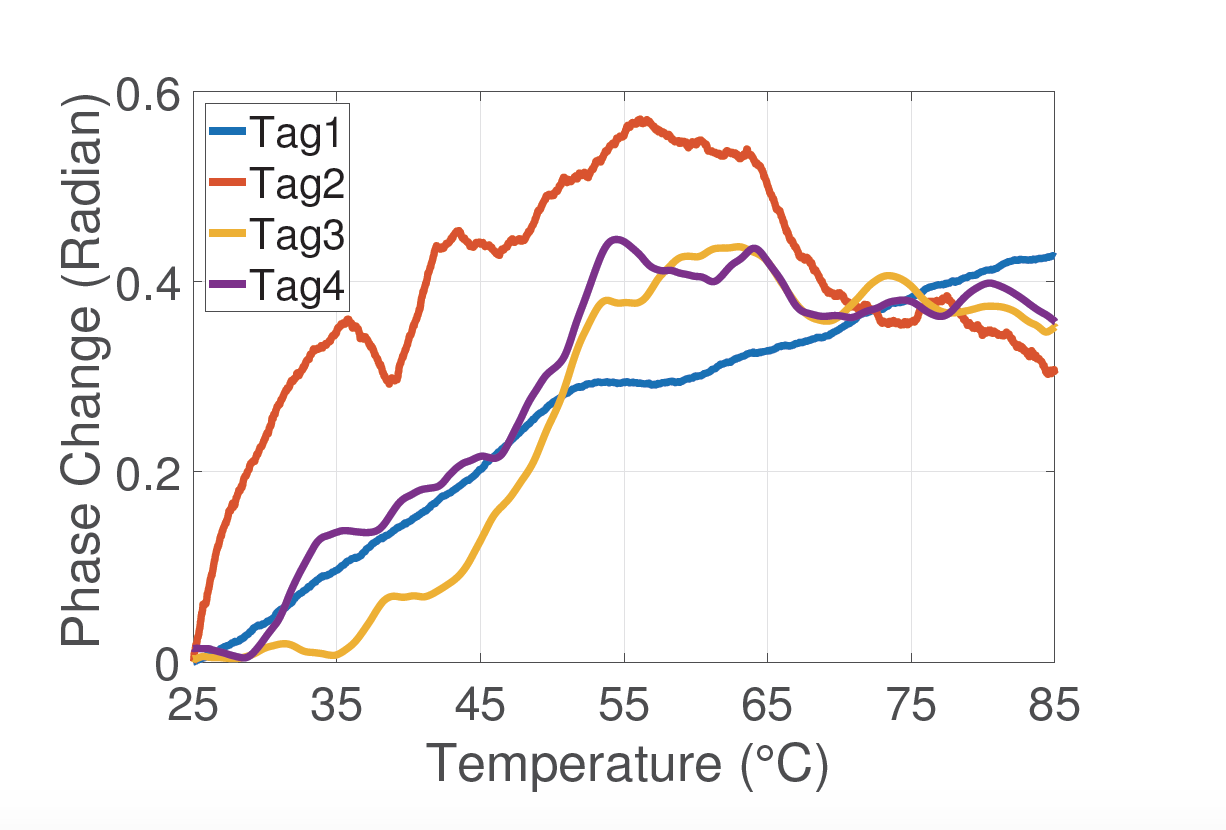 Phase Change (Radian)
0.6
0.4
0.2
0
Tag1
Tag2
Tag3
Tag4
25 35 45 55 65 75 85
Temperature (°C)